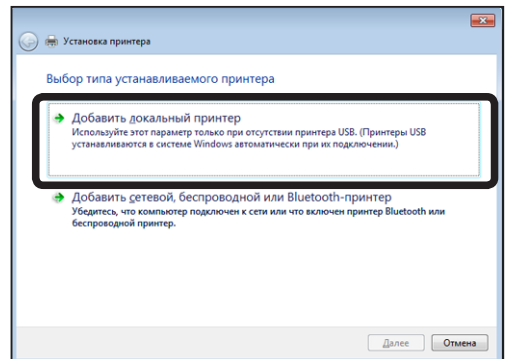 Установка принтера
Выбор типа устанавливаемого принтера
Добавить локальный принтер
Используйте этот параметр только при отсутствии принтера USB. (Принтеры USB
устанавливаются в системе Windows автоматически при их подключении.)
Добавить сетевой, беспроводной или Bluetooth-принтер
Убедитесь, что компьютер подключен к сети или что включен принтер Bluetooth или
беспроводной принтер.
Далее Отмена